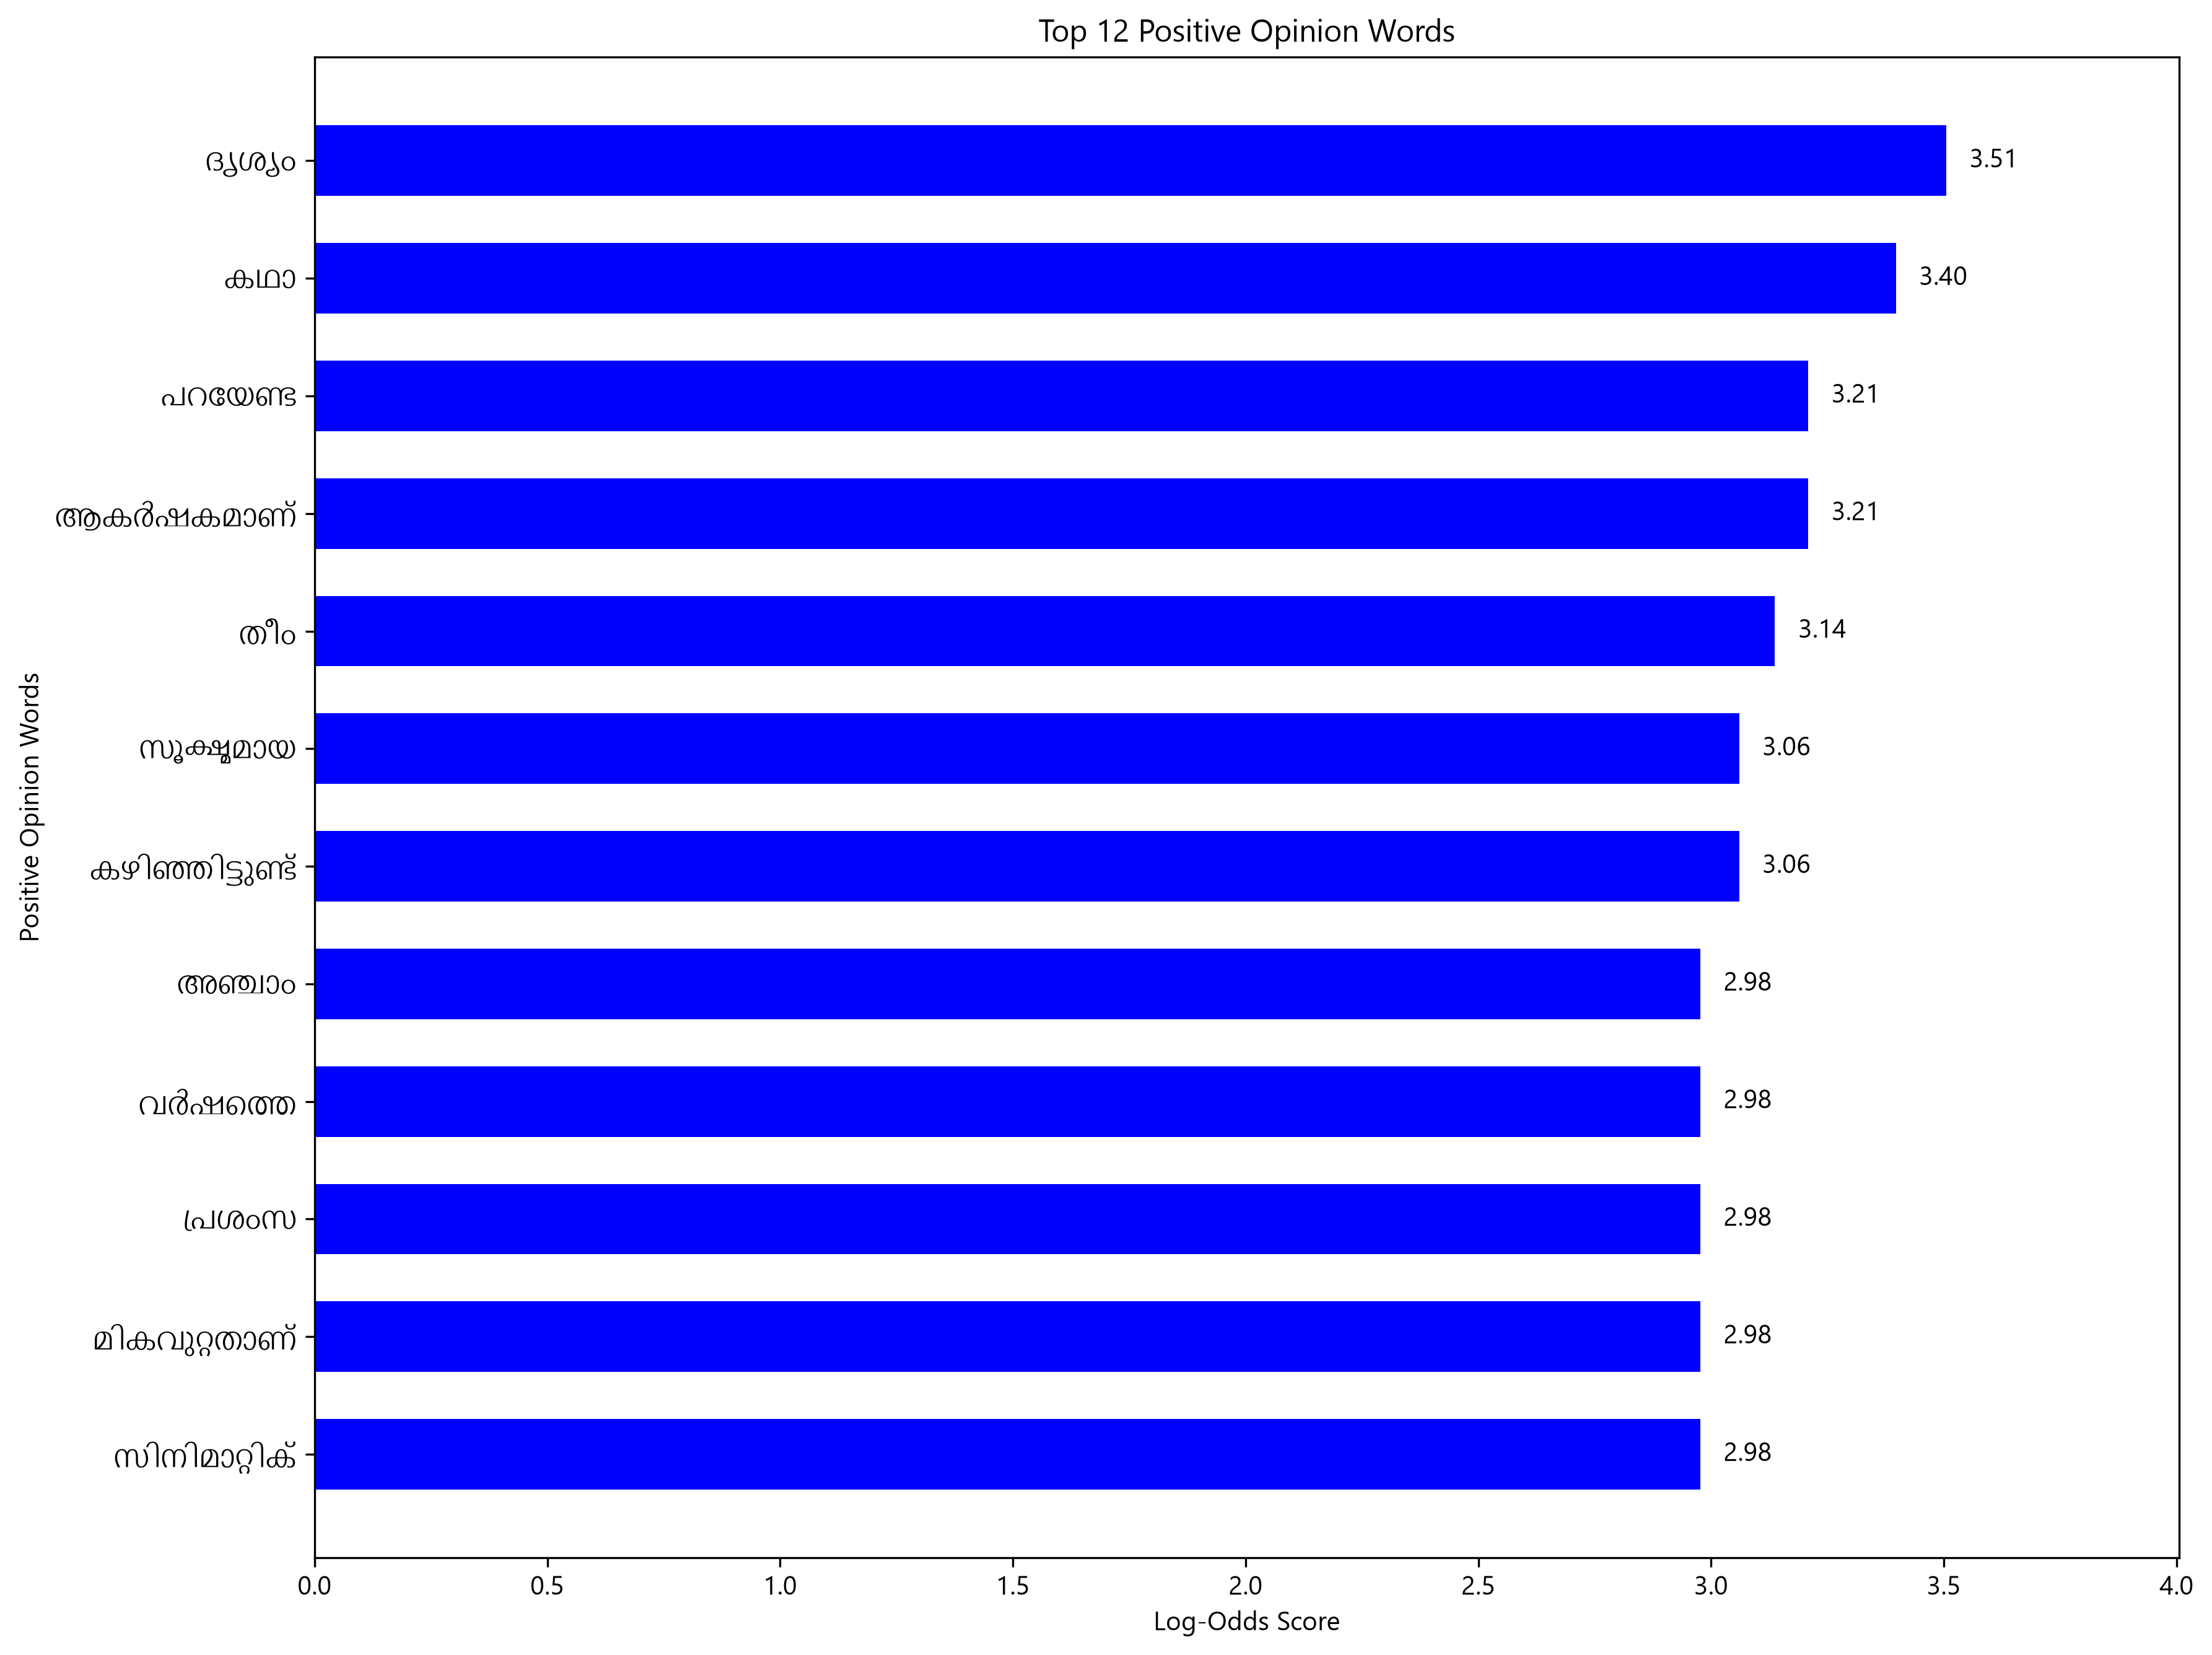 Top 12 Positive Opinion Words
ദൃശ്യം 3.51
കഥാ 3.40
പറയേണ്ട 3.21
ആകർഷകമാണ് 3.21
തീം 3.14
സൂക്ഷ്മമായ 3.06
കഴിഞ്ഞിട്ടുണ്ട് 3.06
അഞ്ചാം 2.98
വർഷത്തെ 2.98
പ്രശംസ 2.98
മികവുറ്റതാണ് 2.98
സിനിമാറ്റിക് 2.98
Positive Opinion Words
0.0 0.5 1.0 1.5 2.0 2.5 3.0 3.5 4.0
Log-Odds Score